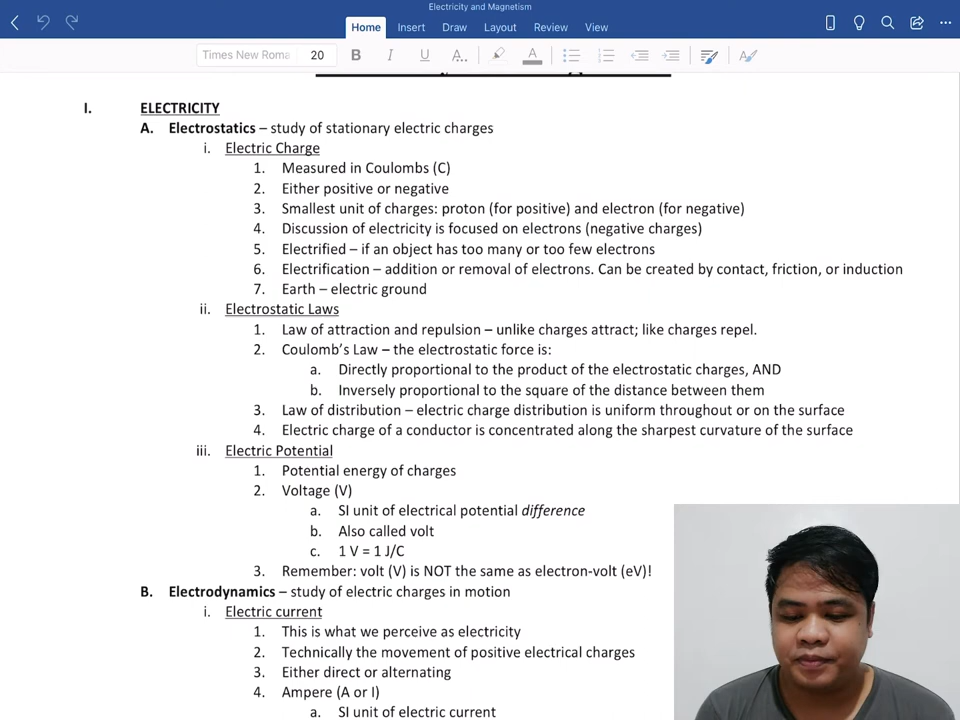 Electricity and Magnetism
Home Insert Draw Layout Review View
Times New Roma 20 B I U A
I. ELECTRICITY
A. Electrostatics – study of stationary electric charges
i. Electric Charge
1. Measured in Coulombs (C)
2. Either positive or negative
3. Smallest unit of charges: proton (for positive) and electron (for negative)
4. Discussion of electricity is focused on electrons (negative charges)
5. Electrified – if an object has too many or too few electrons
6. Electrification – addition or removal of electrons. Can be created by contact, friction, or induction
7. Earth – electric ground
ii. Electrostatic Laws
1. Law of attraction and repulsion – unlike charges attract; like charges repel.
2. Coulomb’s Law – the electrostatic force is:
a. Directly proportional to the product of the electrostatic charges, AND
b. Inversely proportional to the square of the distance between them
3. Law of distribution – electric charge distribution is uniform throughout or on the surface
4. Electric charge of a conductor is concentrated along the sharpest curvature of the surface
iii. Electric Potential
1. Potential energy of charges
2. Voltage (V)
a. SI unit of electrical potential difference
b. Also called volt
c. 1 V = 1 J/C
3. Remember: volt (V) is NOT the same as electron-volt (eV)!
B. Electrodynamics – study of electric charges in motion
i. Electric current
1. This is what we perceive as electricity
2. Technically the movement of positive electrical charges
3. Either direct or alternating
4. Ampere (A or I)
a. SI unit of electric current